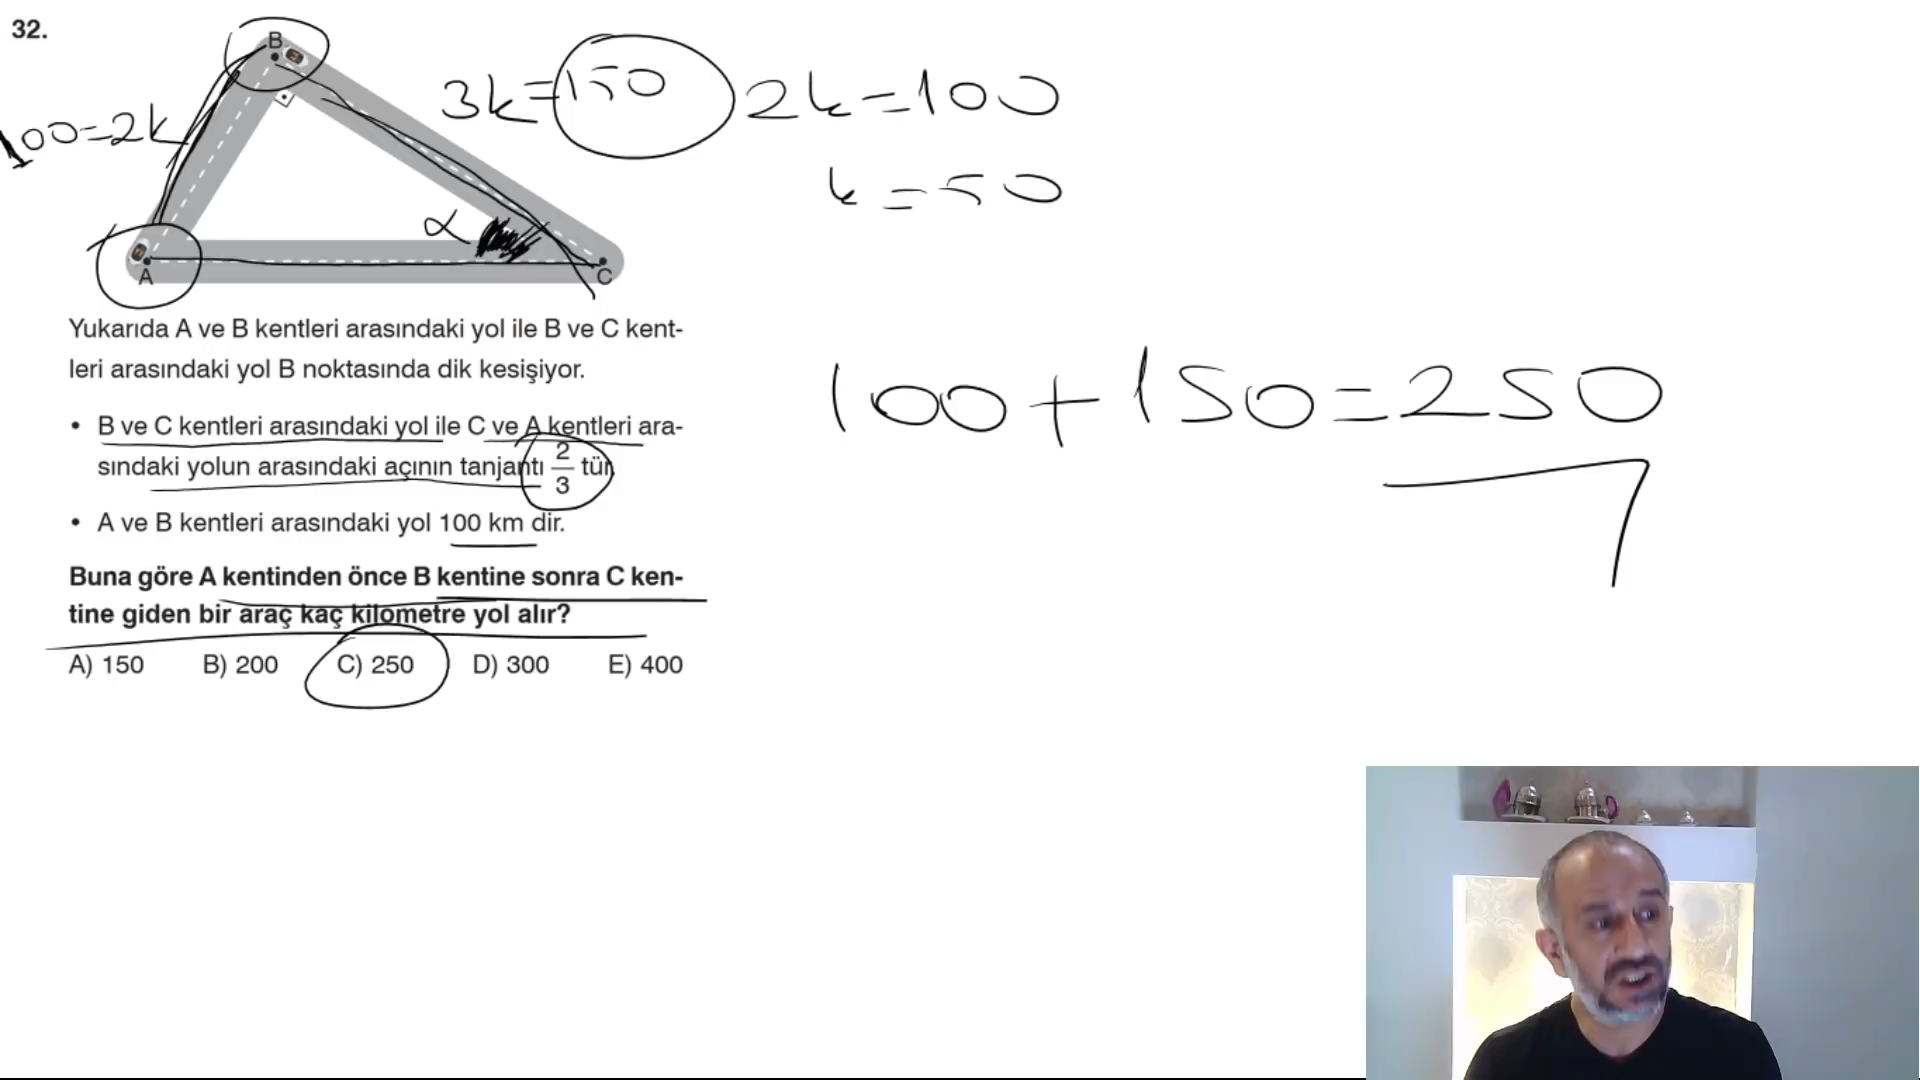 32.
B
3k=150
2k=100
100=2k
k=50
α
A
C
Yukarıda A ve B kentleri arasındaki yol ile B ve C kent-
leri arasındaki yol B noktasında dik kesişiyor.
100+150=250
• B ve C kentleri arasındaki yol ile C ve A kentleri ara-
sındaki yolun arasındaki açının tanjantı 2/3 tür.
• A ve B kentleri arasındaki yol 100 km dir.
Buna göre A kentinden önce B kentine sonra C ken-
tine giden bir araç kaç kilometre yol alır?
A) 150 B) 200 C) 250 D) 300 E) 400